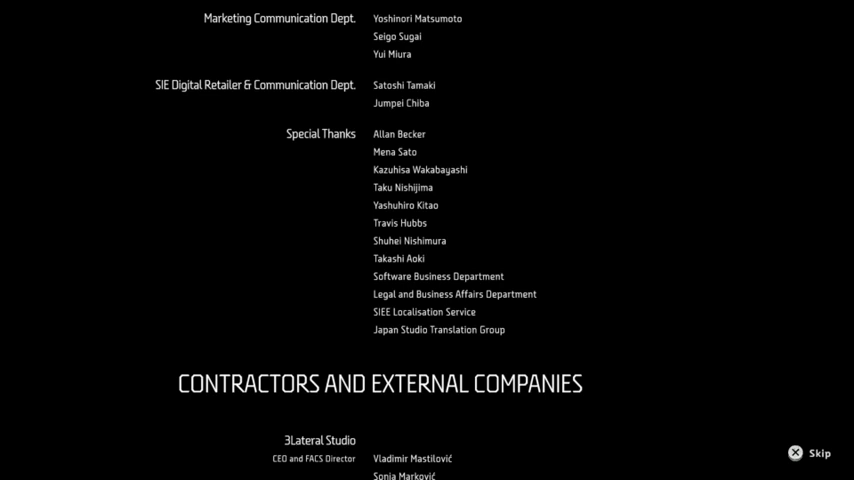 Marketing Communication Dept. Yoshinori Matsumoto
Seigo Sugai
Yui Miura
SIE Digital Retailer & Communication Dept. Satoshi Tamaki
Jumpei Chiba
Special Thanks Allan Becker
Mena Sato
Kazuhisa Wakabayashi
Taku Nishijima
Yashuhiro Kitao
Travis Hubbs
Shuhei Nishimura
Takashi Aoki
Software Business Department
Legal and Business Affairs Department
SIEE Localisation Service
Japan Studio Translation Group
CONTRACTORS AND EXTERNAL COMPANIES
3Lateral Studio
CEO and FACS Director Vladimir Mastilović
Sonja Marković
Skip